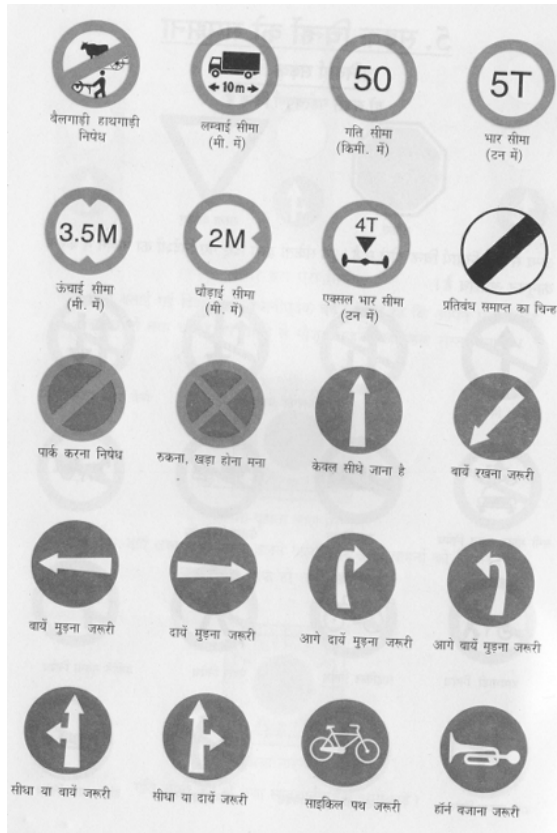 10m
50
5T
बैलगाड़ी हाथगाड़ी
निषेध
लम्बाई सीमा
(मी. में)
गति सीमा
(किमी. में)
भार सीमा
(टन में)
3.5M
2M
4T
ऊंचाई सीमा
(मी. में)
चौड़ाई सीमा
(मी. में)
एक्सल भार सीमा
(टन में)
प्रतिबंध समाप्त का चिन्ह
पार्क करना निषेध
रुकना, खड़ा होना मना
केवल सीधे जाना है
बायें रखना जरूरी
बायें मुड़ना जरूरी
दायें मुड़ना जरूरी
आगे दायें मुड़ना जरूरी
आगे बायें मुड़ना जरूरी
सीधा या बायें जरूरी
सीधा या दायें जरूरी
साइकिल पथ जरूरी
हॉर्न बजाना जरूरी